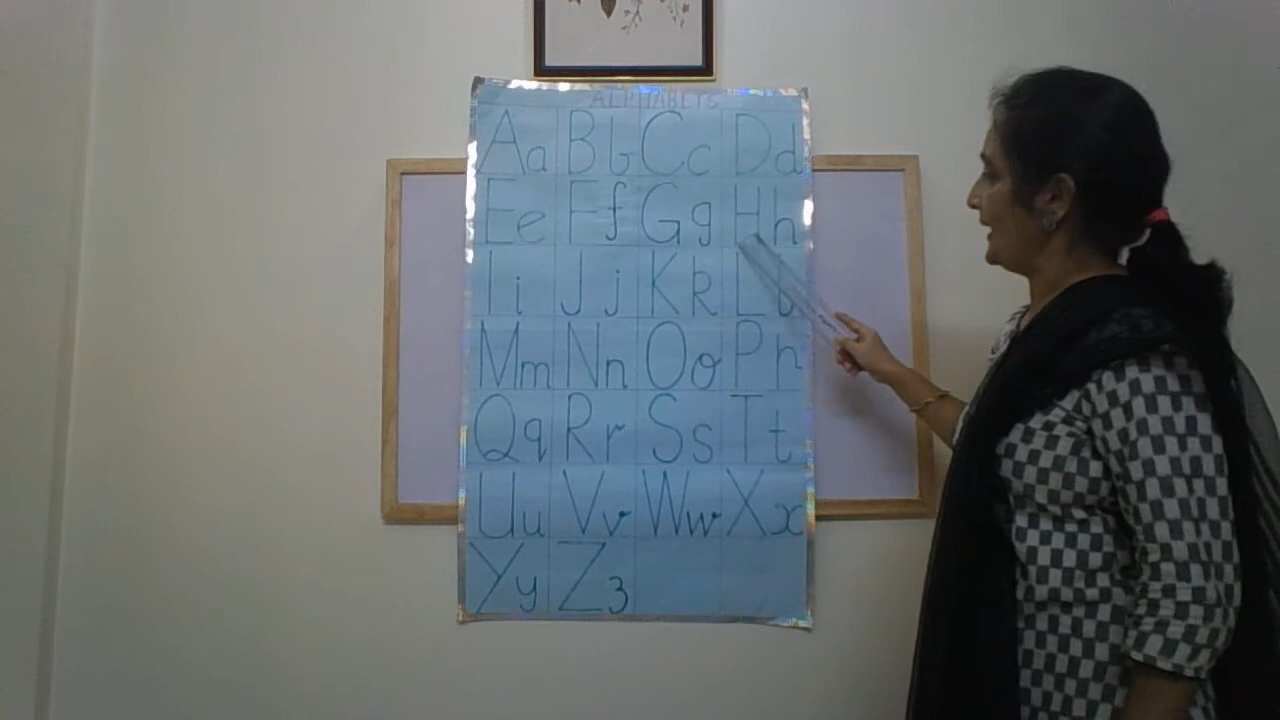 ALPHABETS
Aa Bb Cc Dd
Ee Ff Gg Hh
Ii Jj Kk Ll
Mm Nn Oo Pp
Qq Rr Ss Tt
Uu Vv Ww Xx
Yy Zz